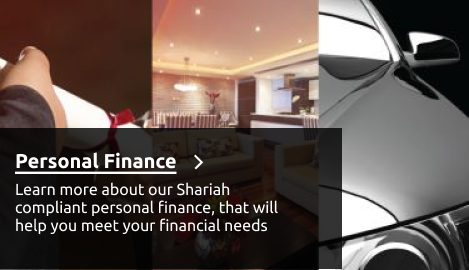 Personal Finance
Learn more about our Shariah
compliant personal finance, that will
help you meet your financial needs